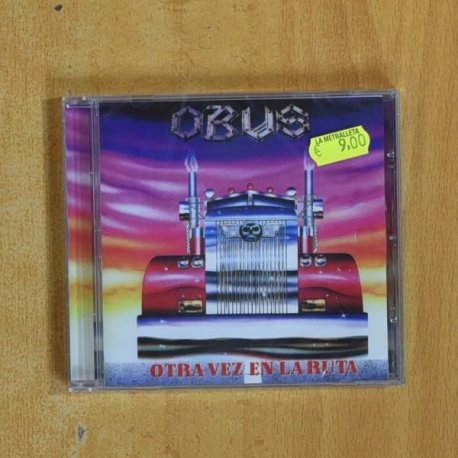 OBUS
LA METRALLETA
€ 9,00
OTRA VEZ EN LA RUTA